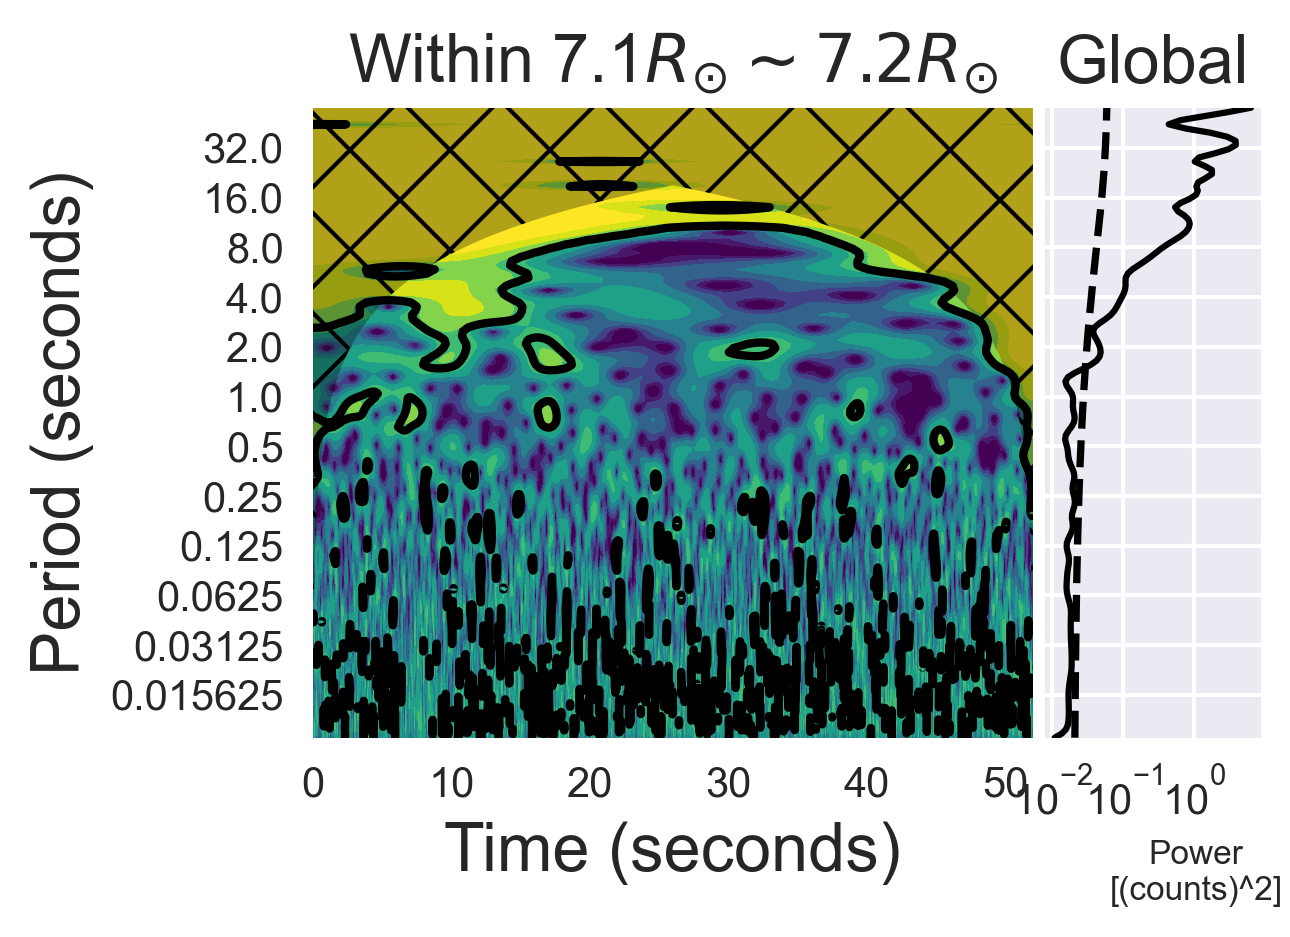 Within 7.1R☉ ~ 7.2R☉
Global
Period (seconds)
32.0
16.0
8.0
4.0
2.0
1.0
0.5
0.25
0.125
0.0625
0.03125
0.015625
0 10 20 30 40 50
10⁻² 10⁻¹ 10⁰
Time (seconds)
Power
[(counts)^2]